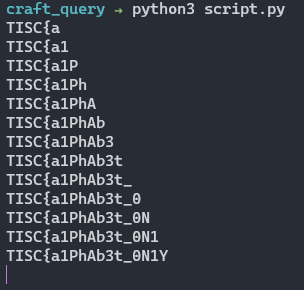 craft_query → python3 script.py
TISC{a
TISC{a1
TISC{a1P
TISC{a1Ph
TISC{a1PhA
TISC{a1PhAb
TISC{a1PhAb3
TISC{a1PhAb3t
TISC{a1PhAb3t_
TISC{a1PhAb3t_0
TISC{a1PhAb3t_0N
TISC{a1PhAb3t_0N1
TISC{a1PhAb3t_0N1Y